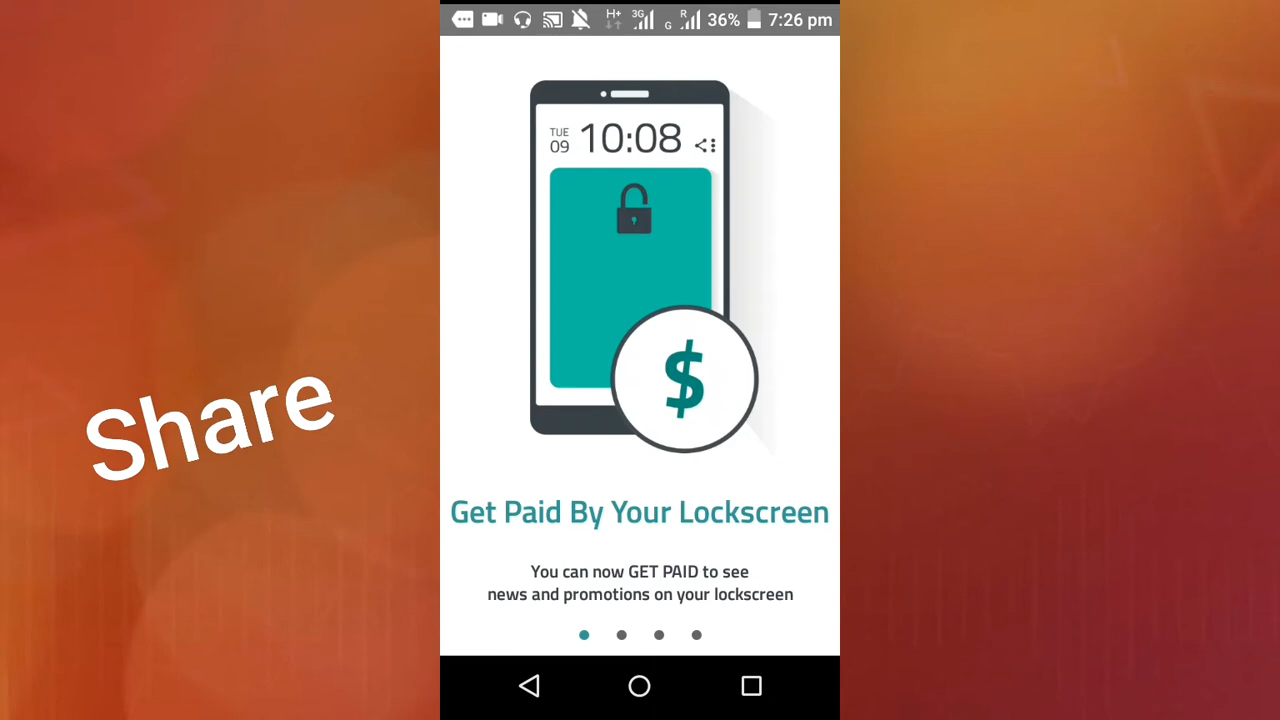 H+ 3G G R 36% 7:26 pm
TUE
09
10:08
$
Share
Get Paid By Your Lockscreen
You can now GET PAID to see
news and promotions on your lockscreen